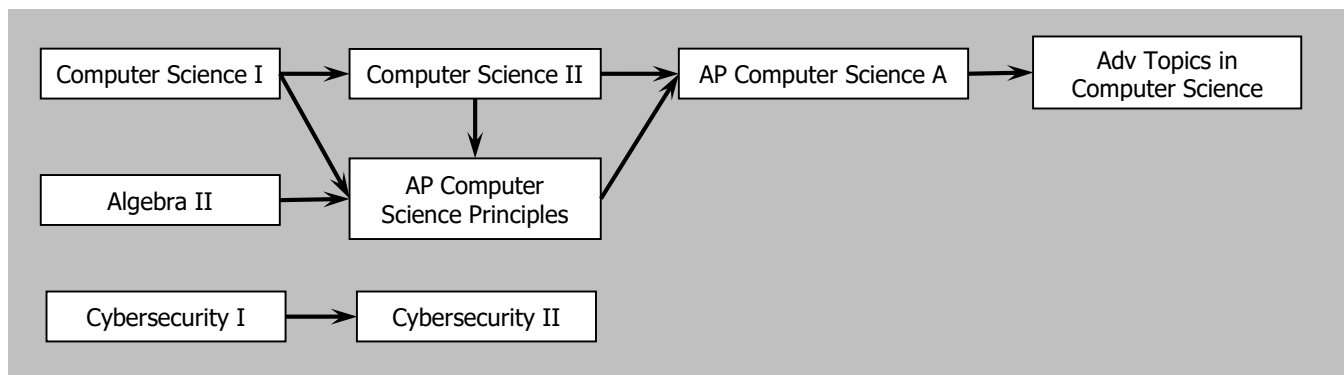 Computer Science I
Computer Science II
AP Computer Science A
Adv Topics in
Computer Science
Algebra II
AP Computer
Science Principles
Cybersecurity I
Cybersecurity II